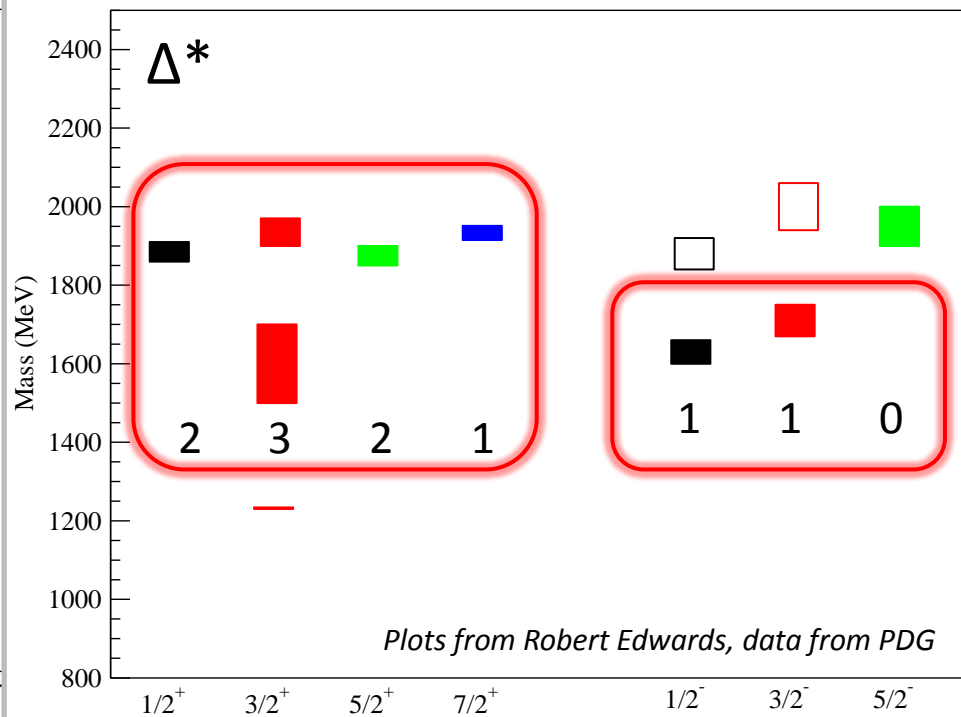 Δ*
2400
2200
2000
1800
1600
1400
1200
1000
800
Mass (MeV)
2 3 2 1
1 1 0
Plots from Robert Edwards, data from PDG
1/2⁺ 3/2⁺ 5/2⁺ 7/2⁺ 1/2⁻ 3/2⁻ 5/2⁻